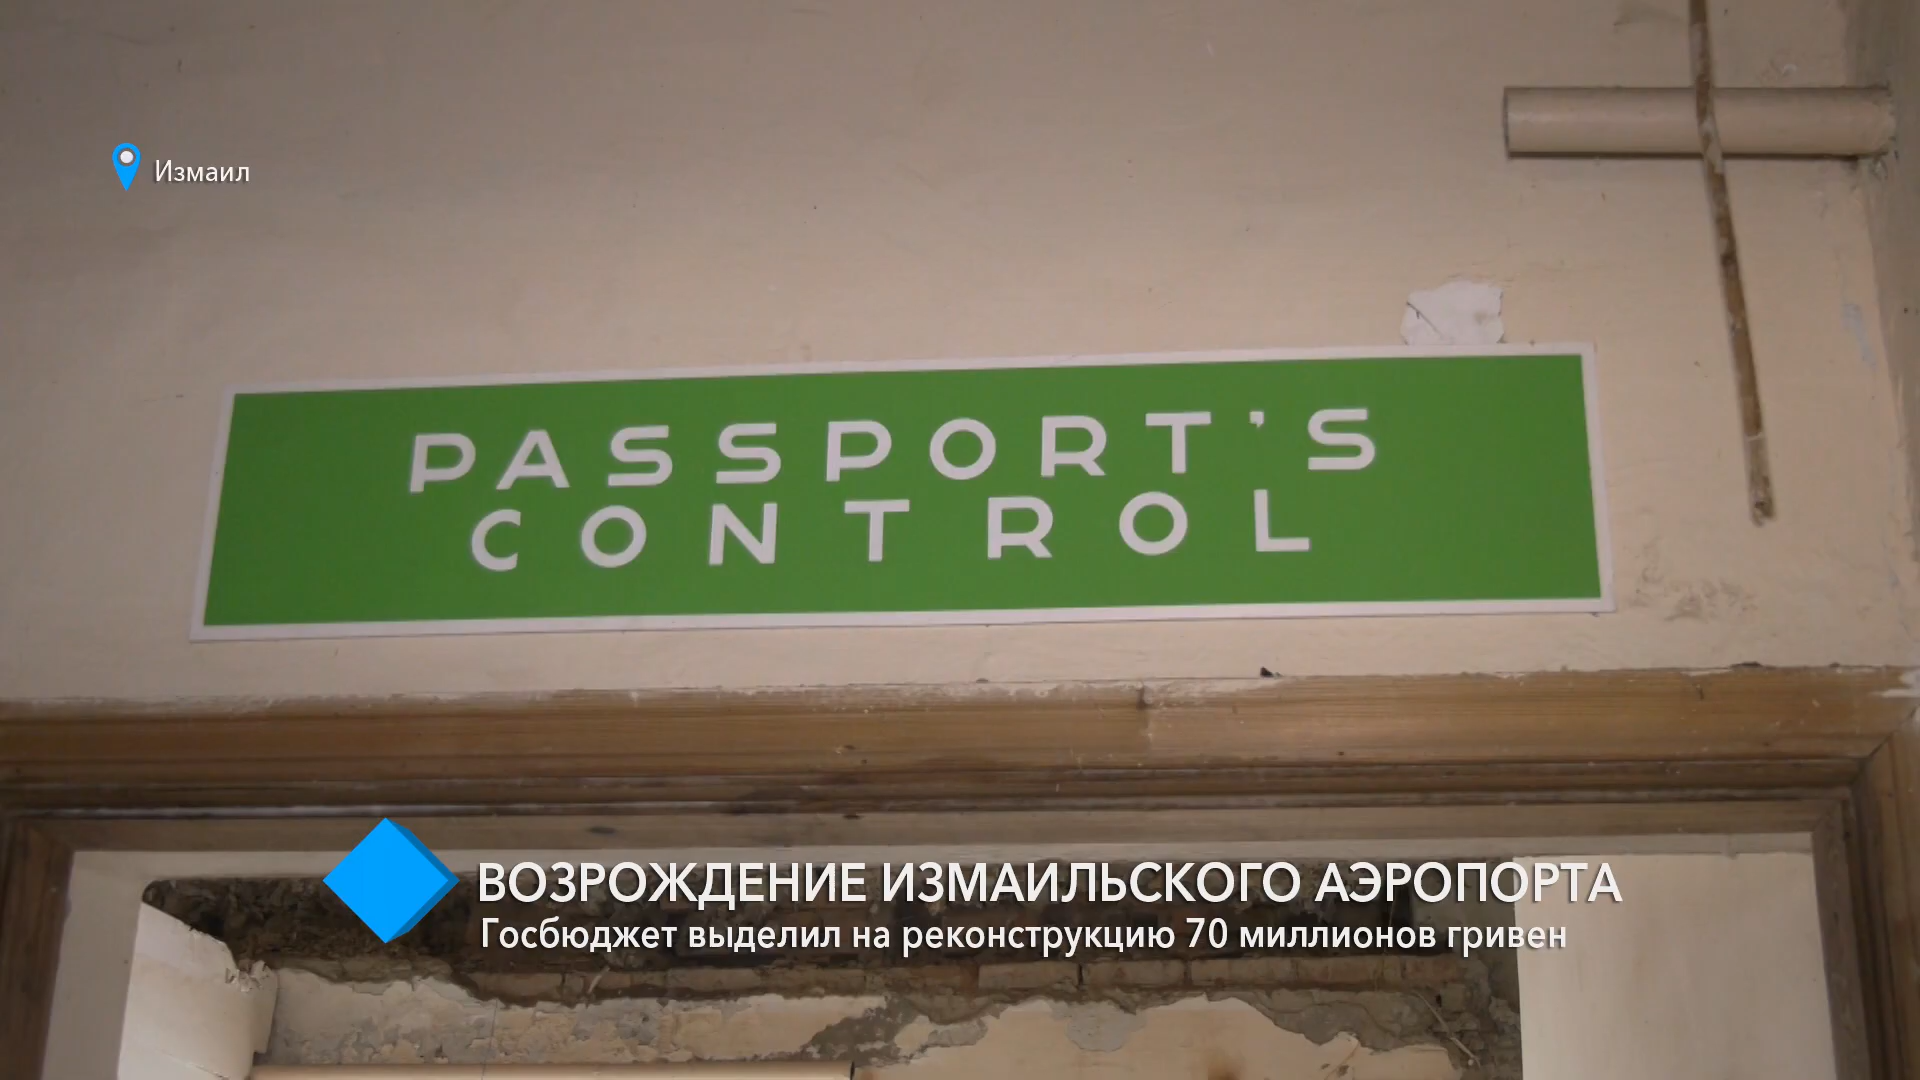 Измаил
PASSPORT'S
CONTROL
ВОЗРОЖДЕНИЕ ИЗМАИЛЬСКОГО АЭРОПОРТА
Госбюджет выделил на реконструкцию 70 миллионов гривен